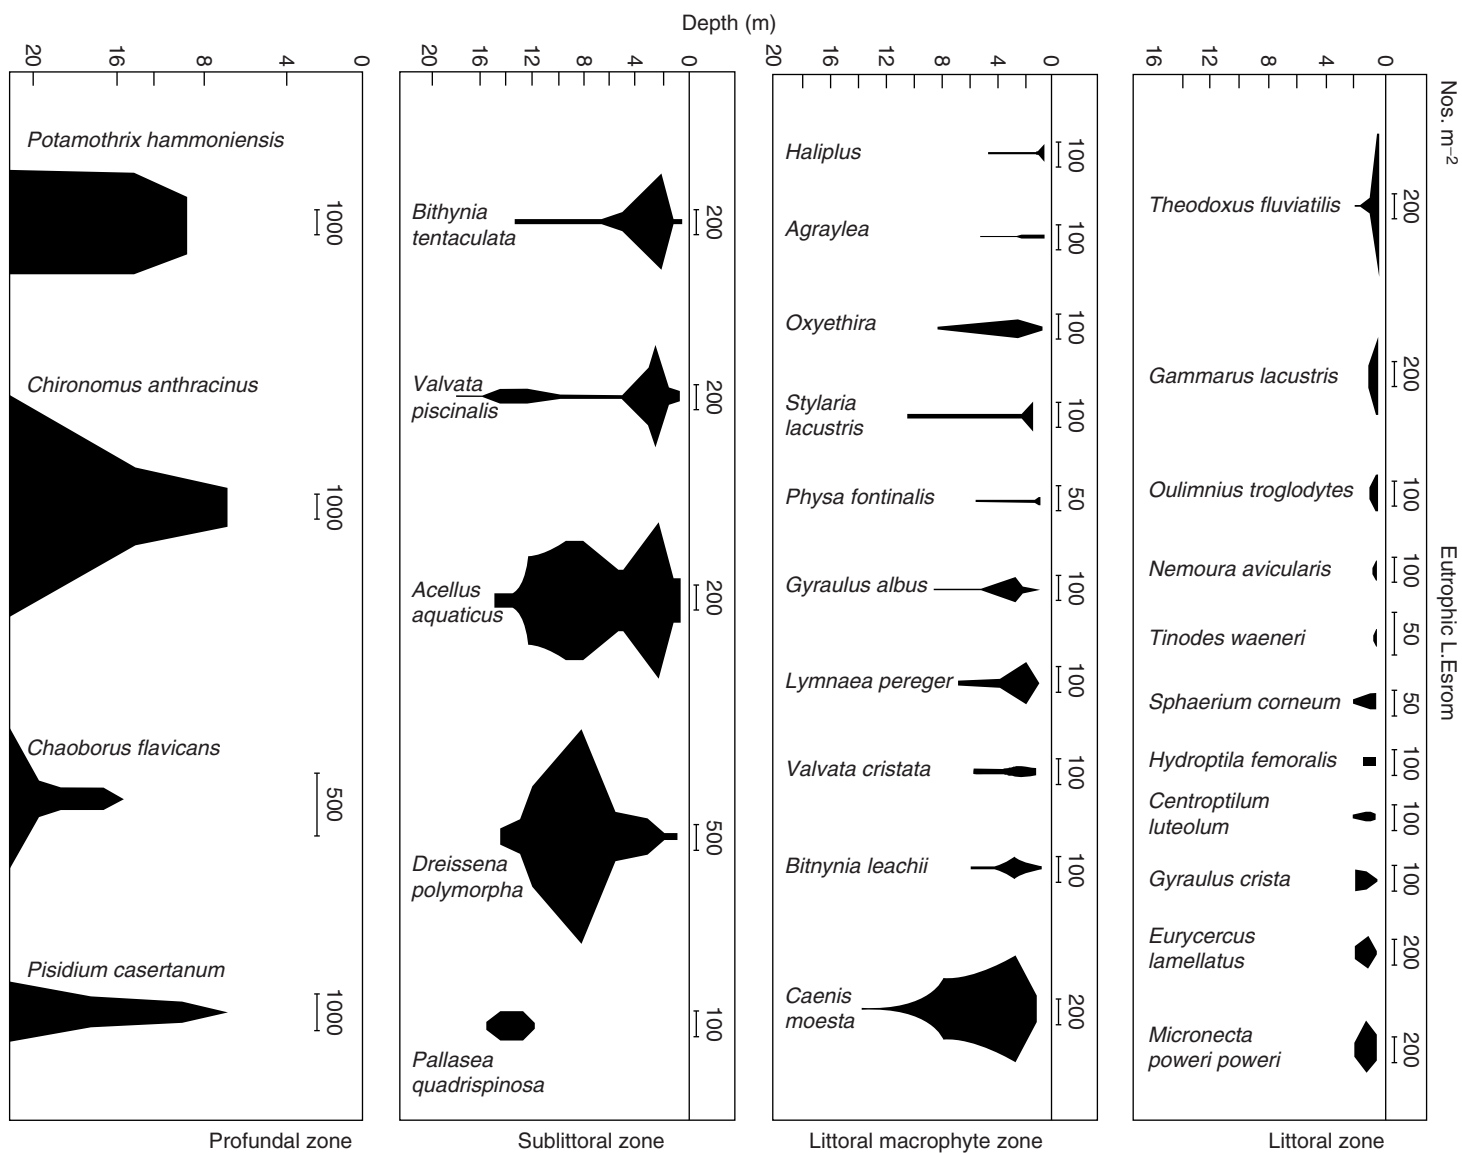 Depth (m)
20 16 8 4 0
20 16 12 8 4 0
20 16 12 8 4 0
16 12 8 4 0
Nos. m–2
Eutrophic L.Esrom
Potamothrix hammoniensis
1000
Chironomus anthracinus
1000
Chaoborus flavicans
500
Pisidium casertanum
1000
Profundal zone
Bithynia
tentaculata
200
Valvata
piscinalis
200
Acellus
aquaticus
200
Dreissena
polymorpha
500
Pallasea
quadrispinosa
100
Sublittoral zone
Haliplus
100
Agraylea
100
Oxyethira
100
Stylaria
lacustris
100
Physa fontinalis
50
Gyraulus albus
100
Lymnaea pereger
100
Valvata cristata
100
Bitnynia leachii
100
Caenis
moesta
200
Littoral macrophyte zone
Theodoxus fluviatilis
200
Gammarus lacustris
200
Oulimnius troglodytes
100
Nemoura avicularis
100
Tinodes waeneri
50
Sphaerium corneum
50
Hydroptila femoralis
100
Centroptilum
luteolum
100
Gyraulus crista
100
Eurycercus
lamellatus
200
Micronecta
poweri poweri
200
Littoral zone